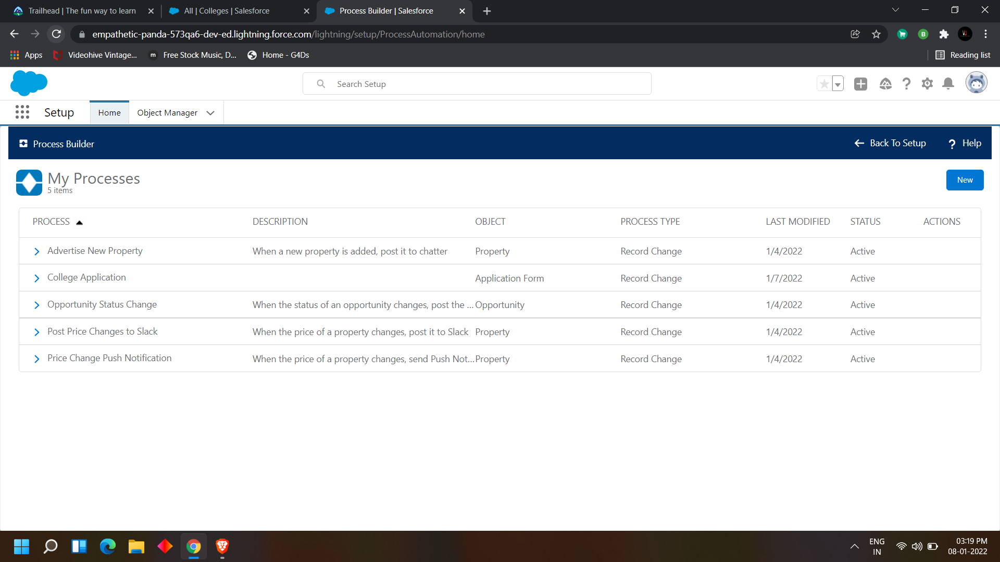 Trailhead | The fun way to learn
All | Colleges | Salesforce
Process Builder | Salesforce
empathetic-panda-573qa6-dev-ed.lightning.force.com/lightning/setup/ProcessAutomation/home
B
Apps
Videohive Vintage...
m
Free Stock Music, D...
Home - G4Ds
Reading list
Search Setup
Setup
Home
Object Manager
Process Builder
Back To Setup
? Help
My Processes
5 items
New
PROCESS DESCRIPTION OBJECT PROCESS TYPE LAST MODIFIED STATUS ACTIONS
Advertise New Property When a new property is added, post it to chatter Property Record Change 1/4/2022 Active
College Application Application Form Record Change 1/7/2022 Active
Opportunity Status Change When the status of an opportunity changes, post the ... Opportunity Record Change 1/4/2022 Active
Post Price Changes to Slack When the price of a property changes, post it to Slack Property Record Change 1/4/2022 Active
Price Change Push Notification When the price of a property changes, send Push Not... Property Record Change 1/4/2022 Active
ENG
IN
03:19 PM
08-01-2022